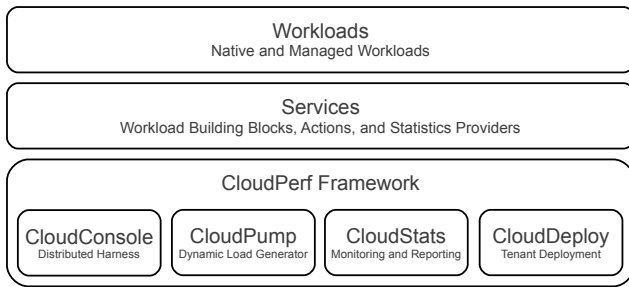 Workloads
Native and Managed Workloads
Services
Workload Building Blocks, Actions, and Statistics Providers
CloudPerf Framework
CloudConsole
Distributed Harness
CloudPump
Dynamic Load Generator
CloudStats
Monitoring and Reporting
CloudDeploy
Tenant Deployment